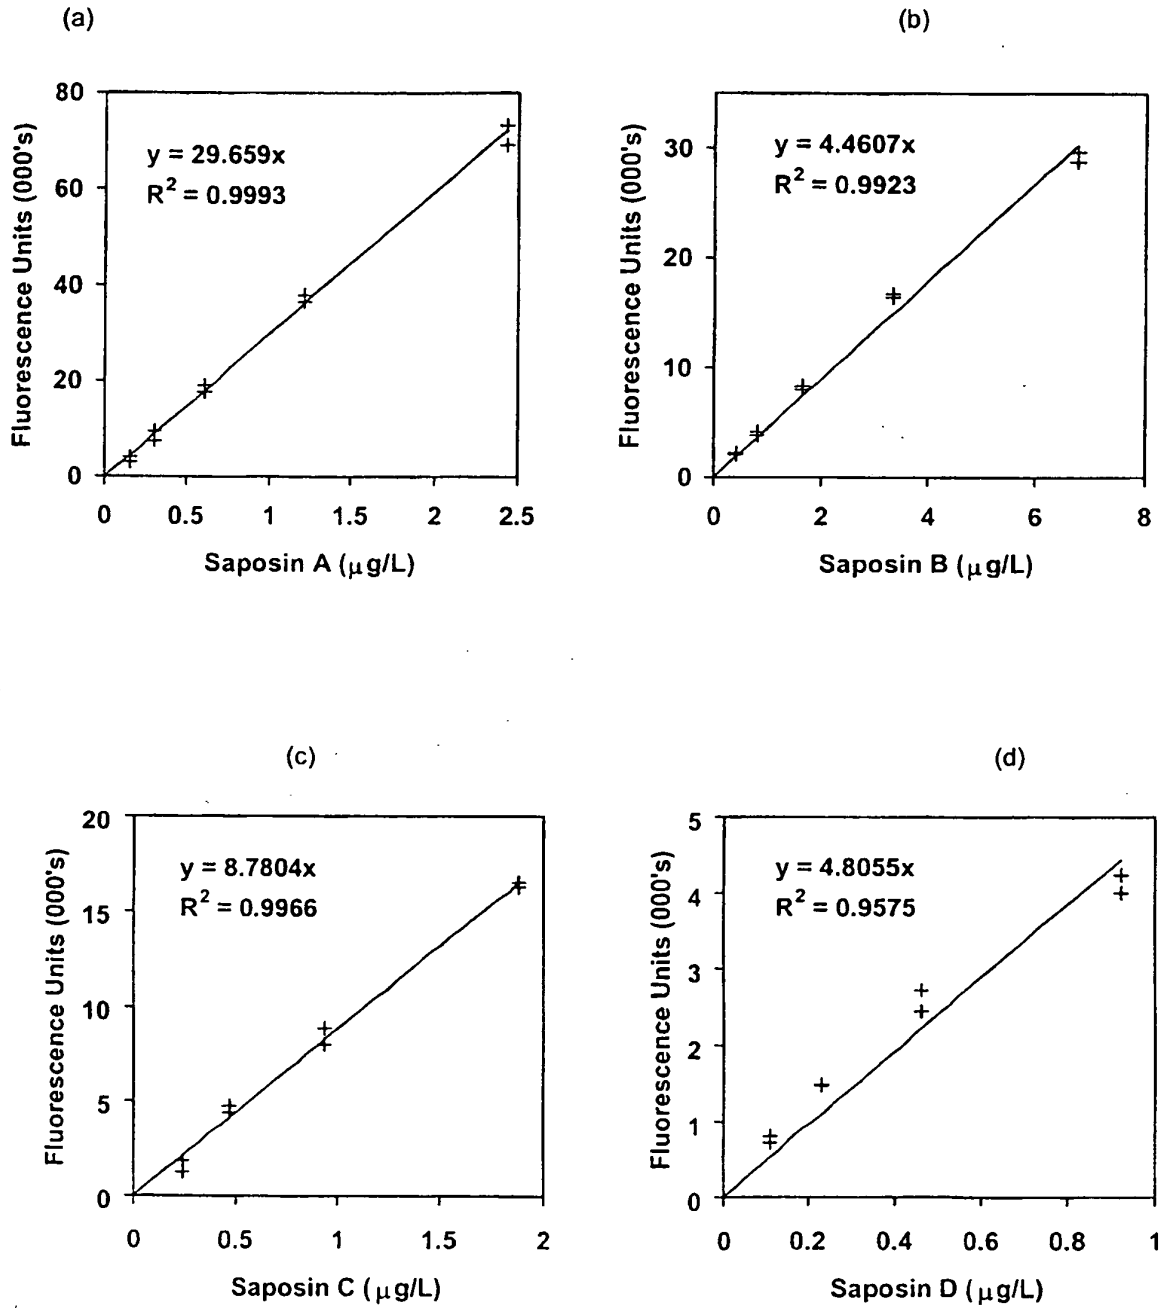 (a)
(b)
80
60
40
20
0
Fluorescence Units (000's)
y = 29.659x
R² = 0.9993
0 0.5 1 1.5 2 2.5
Saposin A (μg/L)
30
20
10
0
Fluorescence Units (000's)
y = 4.4607x
R² = 0.9923
0 2 4 6 8
Saposin B (μg/L)
(c)
(d)
20
15
10
5
0
Fluorescence Units (000's)
y = 8.7804x
R² = 0.9966
0 0.5 1 1.5 2
Saposin C (μg/L)
5
4
3
2
1
0
Fluorescence Units (000's)
y = 4.8055x
R² = 0.9575
0 0.2 0.4 0.6 0.8 1
Saposin D (μg/L)